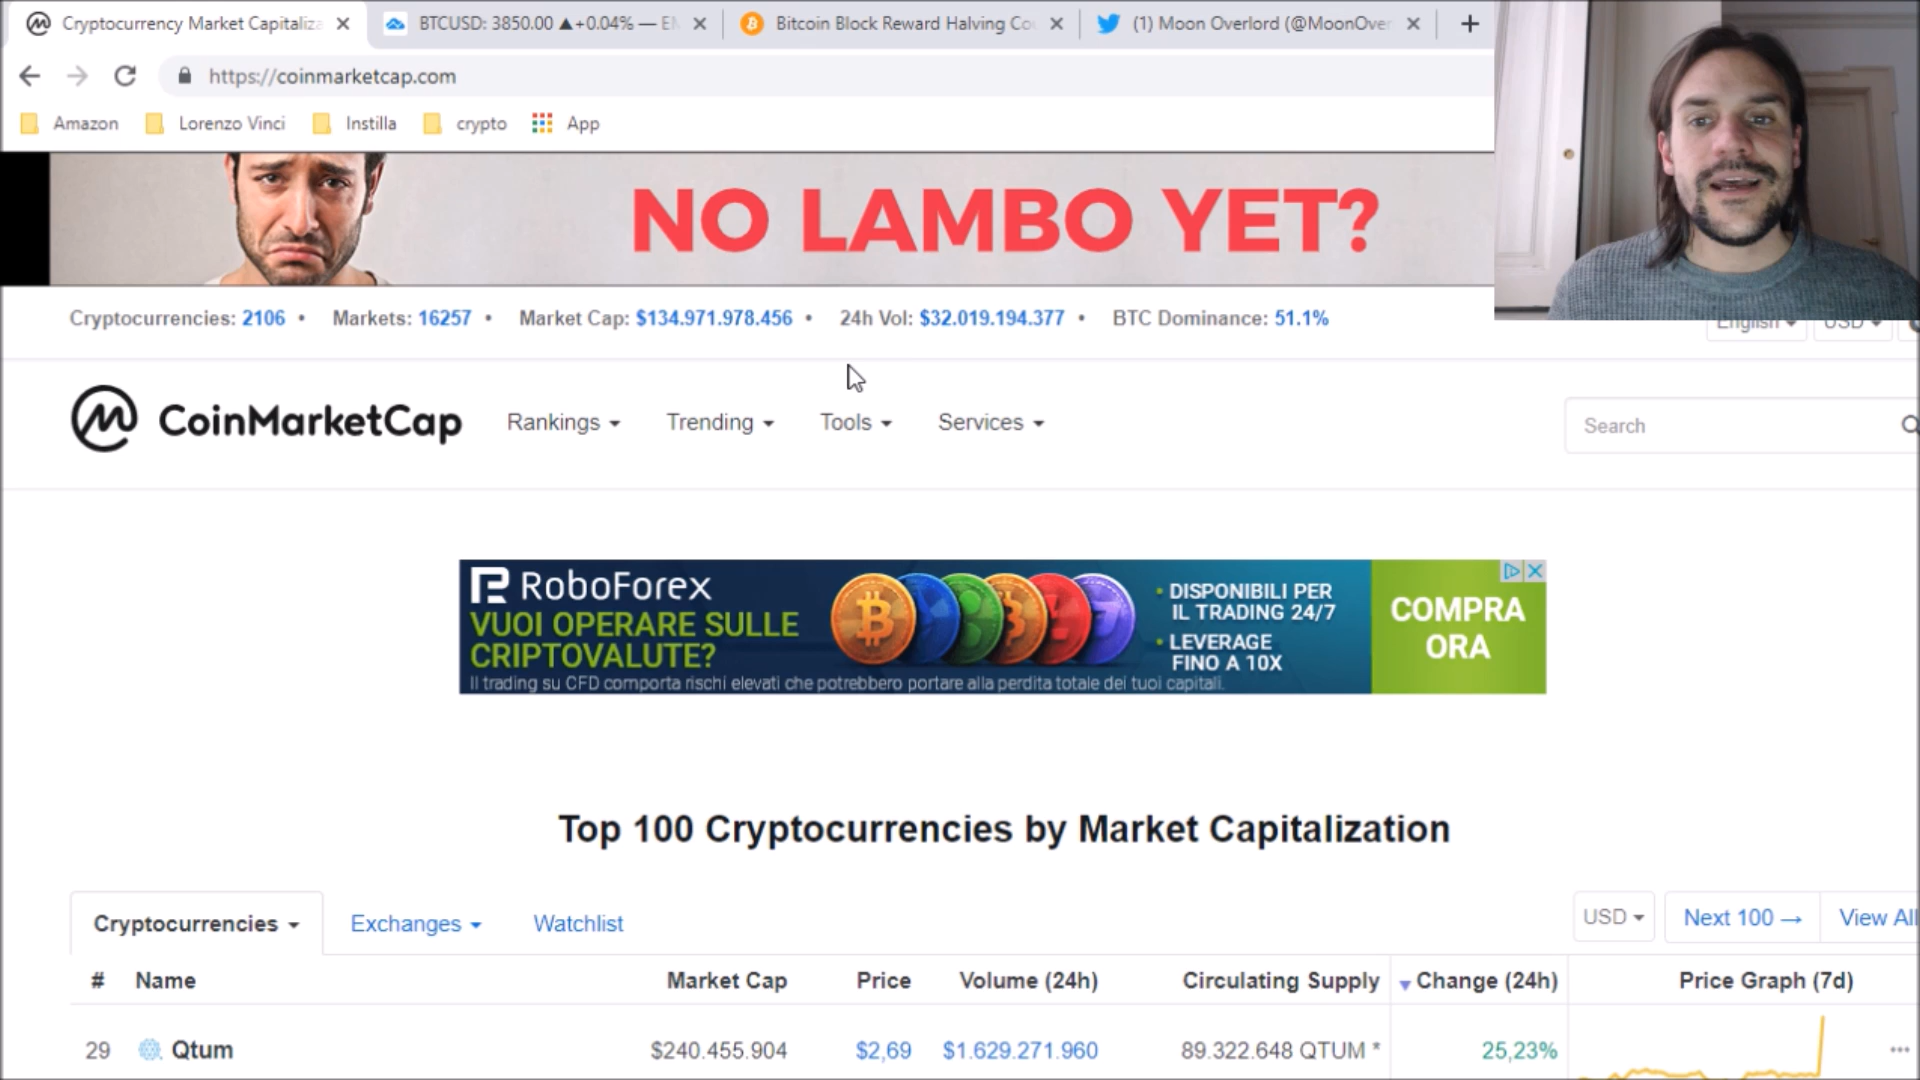 Cryptocurrency Market Capitaliza
BTCUSD: 3850.00 ▲+0.04% — E
Bitcoin Block Reward Halving Co
(1) Moon Overlord (@MoonOver
https://coinmarketcap.com
Amazon
Lorenzo Vinci
Instilla
crypto
App
NO LAMBO YET?
Cryptocurrencies: 2106 • Markets: 16257 • Market Cap: $134.971.978.456 • 24h Vol: $32.019.194.377 • BTC Dominance: 51.1%
English
USD
CoinMarketCap
Rankings
Trending
Tools
Services
Search
RoboForex
VUOI OPERARE SULLE
CRIPTOVALUTE?
Il trading su CFD comporta rischi elevati che potrebbero portare alla perdita totale dei tuoi capitali.
• DISPONIBILI PER
IL TRADING 24/7
• LEVERAGE
FINO A 10X
COMPRA
ORA
Top 100 Cryptocurrencies by Market Capitalization
Cryptocurrencies
Exchanges
Watchlist
USD
Next 100 →
View All
# Name Market Cap Price Volume (24h) Circulating Supply Change (24h) Price Graph (7d)
29 Qtum $240.455.904 $2,69 $1.629.271.960 89.322.648 QTUM * 25,23%